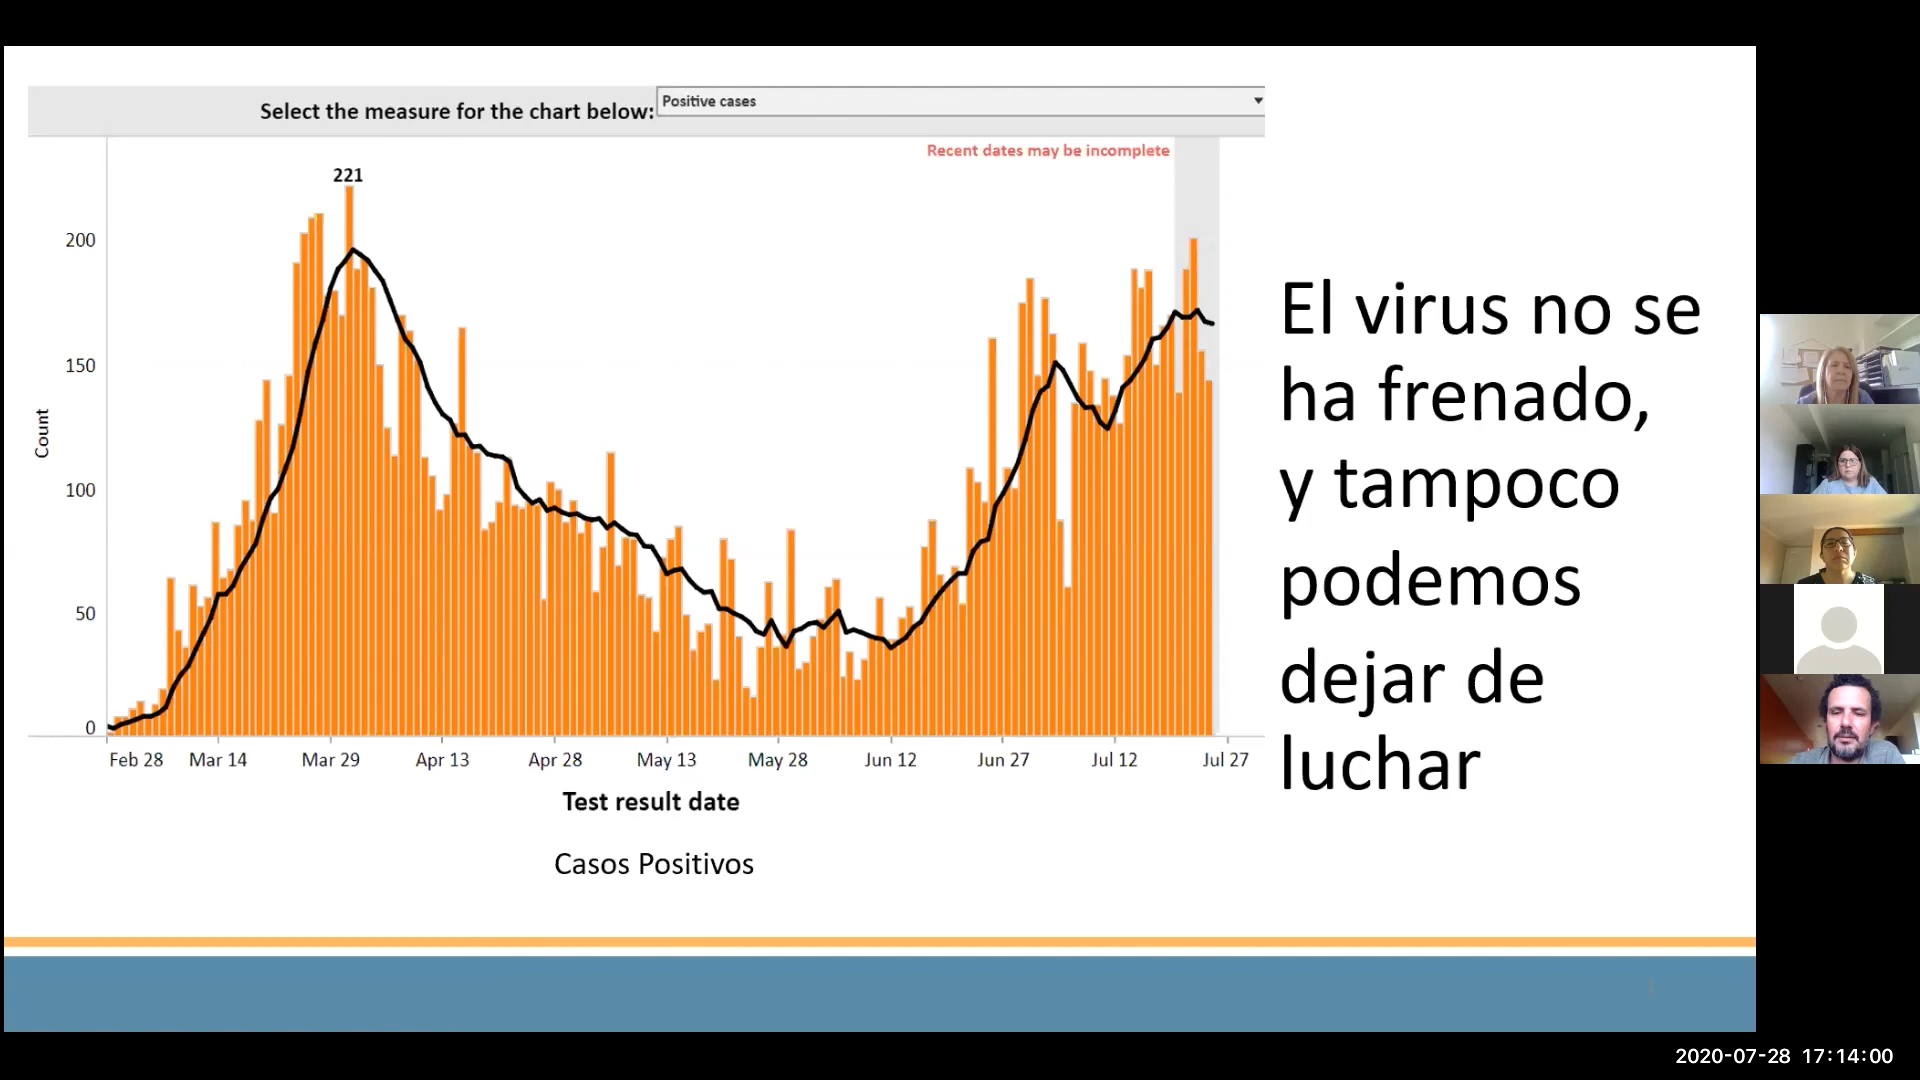 Select the measure for the chart below:
Positive cases
Recent dates may be incomplete
221
200
150
100
50
0
Count
Feb 28
Mar 14
Mar 29
Apr 13
Apr 28
May 13
May 28
Jun 12
Jun 27
Jul 12
Jul 27
Test result date
Casos Positivos
El virus no se
ha frenado,
y tampoco
podemos
dejar de
luchar
2020-07-28 17:14:00